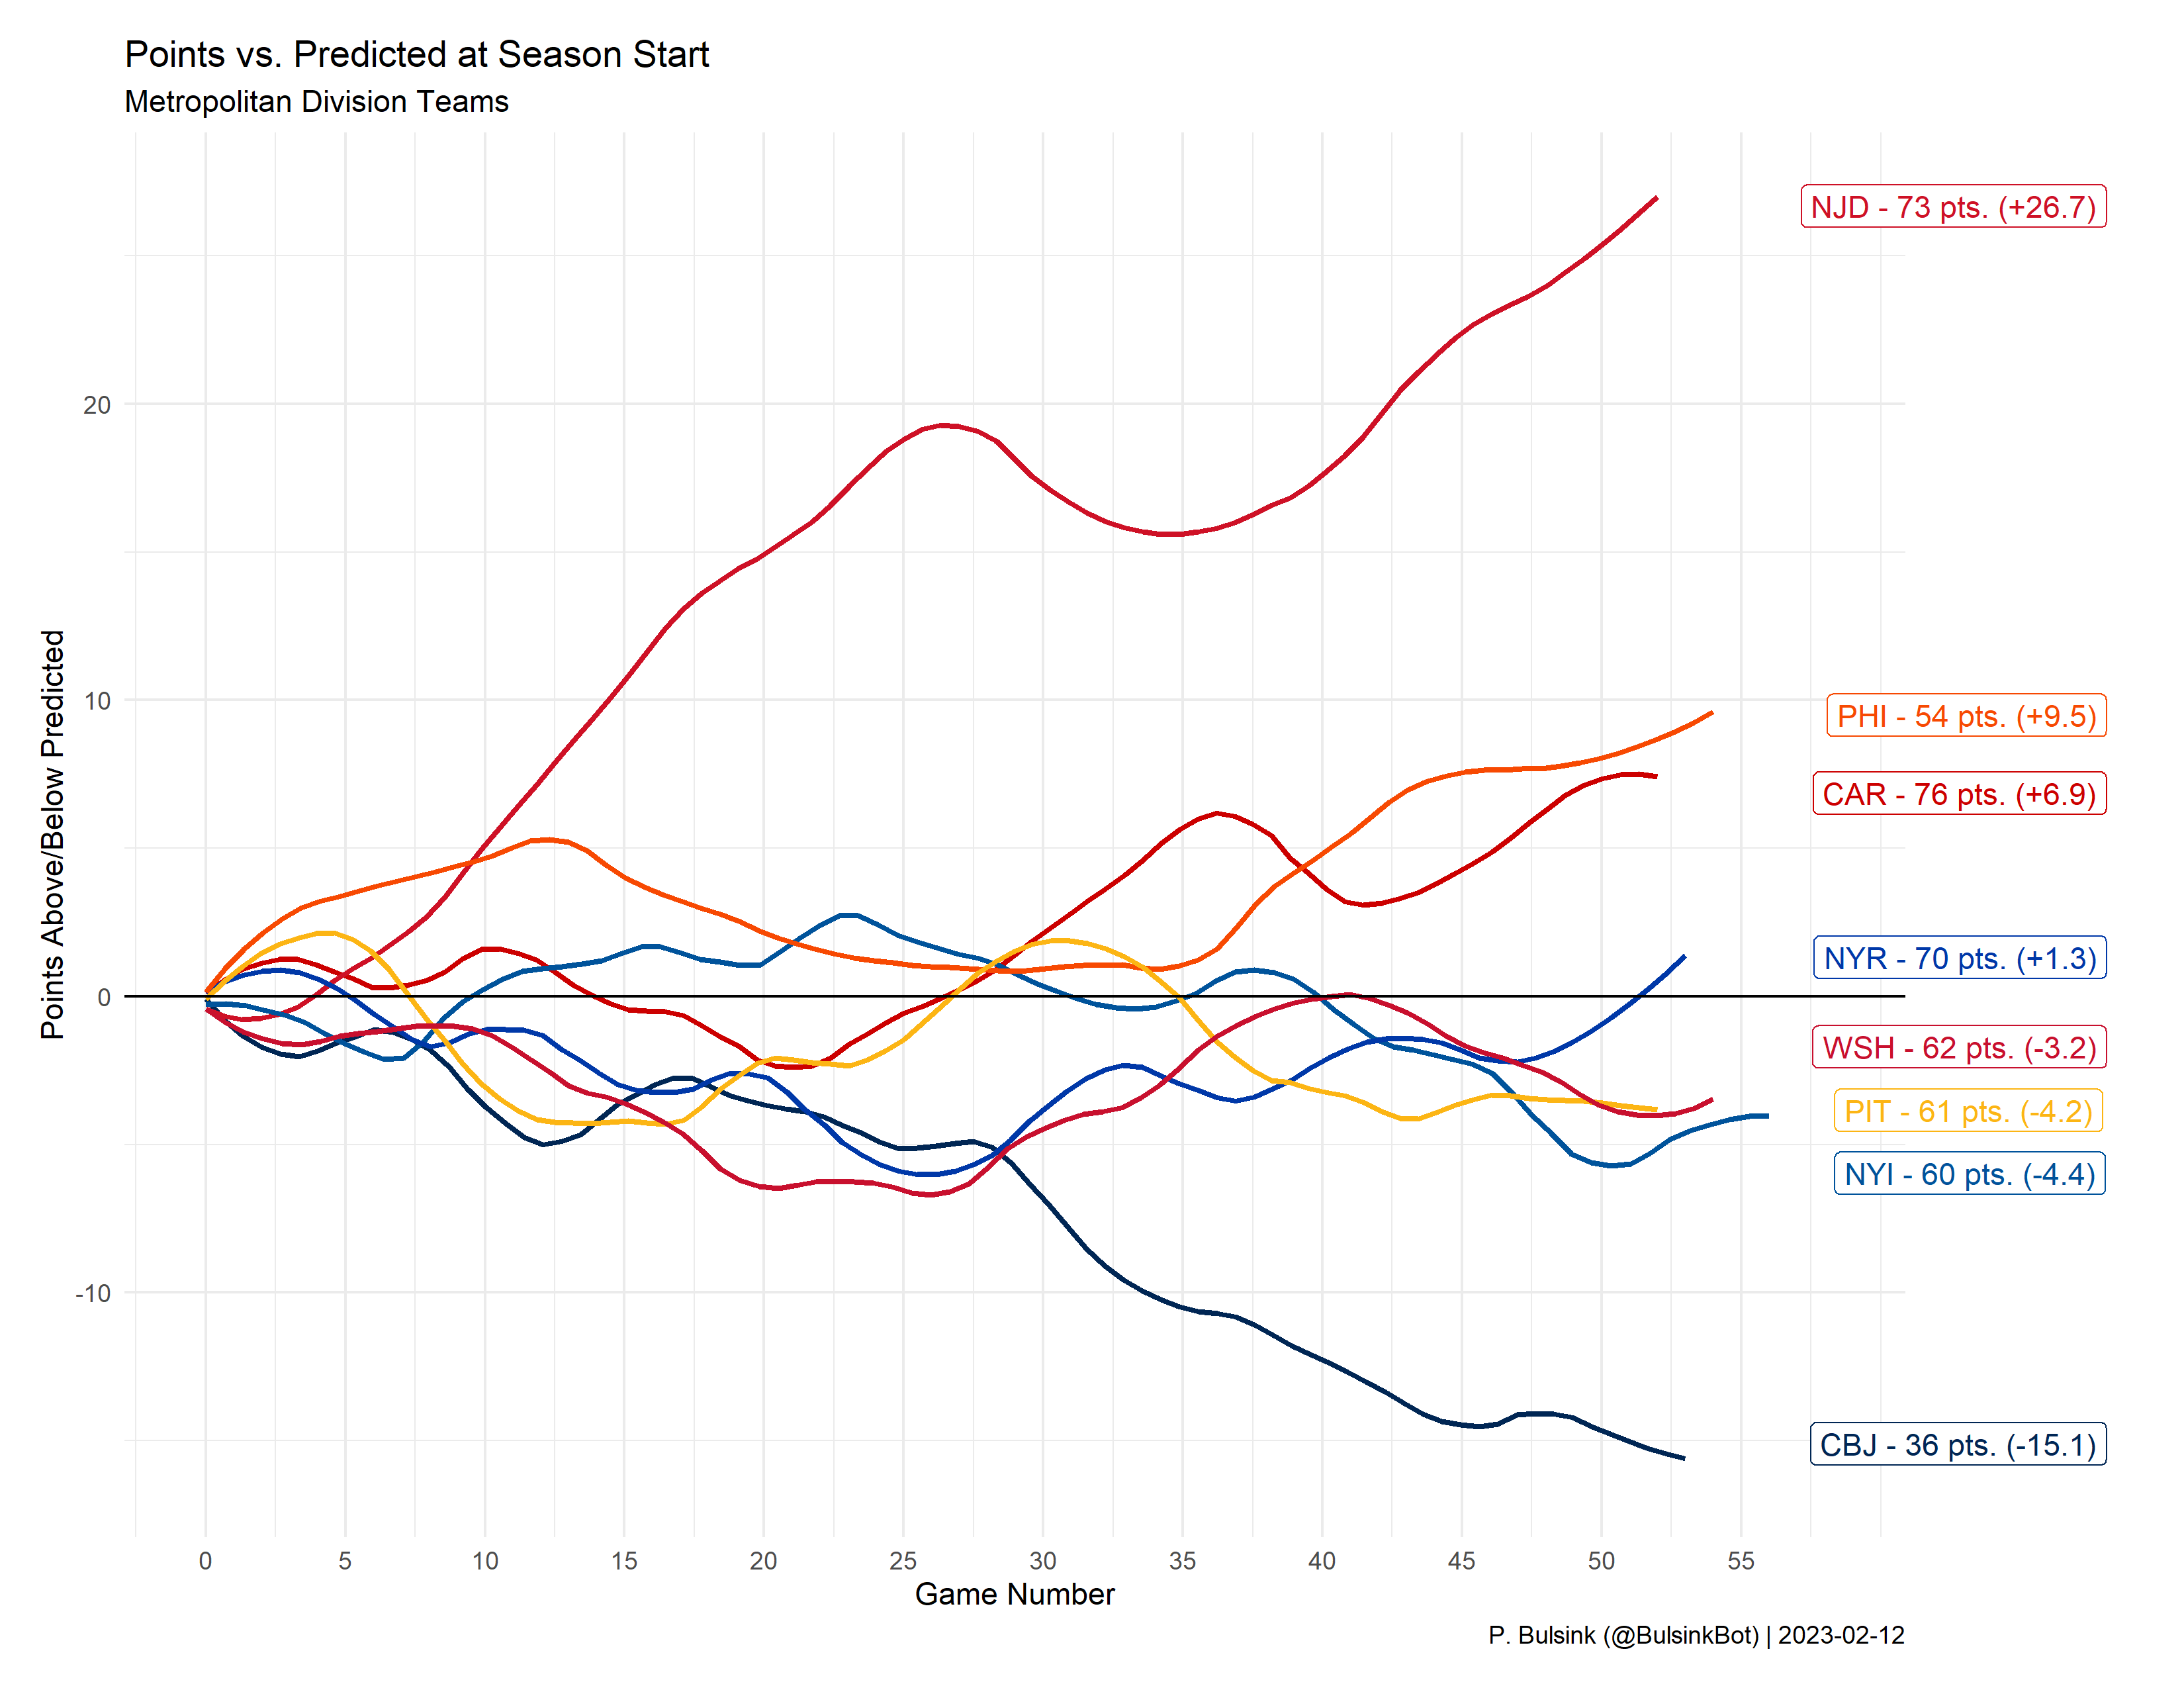 Points vs. Predicted at Season Start
Metropolitan Division Teams
Points Above/Below Predicted
20
10
0
-10
NJD - 73 pts. (+26.7)
PHI - 54 pts. (+9.5)
CAR - 76 pts. (+6.9)
NYR - 70 pts. (+1.3)
WSH - 62 pts. (-3.2)
PIT - 61 pts. (-4.2)
NYI - 60 pts. (-4.4)
CBJ - 36 pts. (-15.1)
0 5 10 15 20 25 30 35 40 45 50 55
Game Number
P. Bulsink (@BulsinkBot) | 2023-02-12